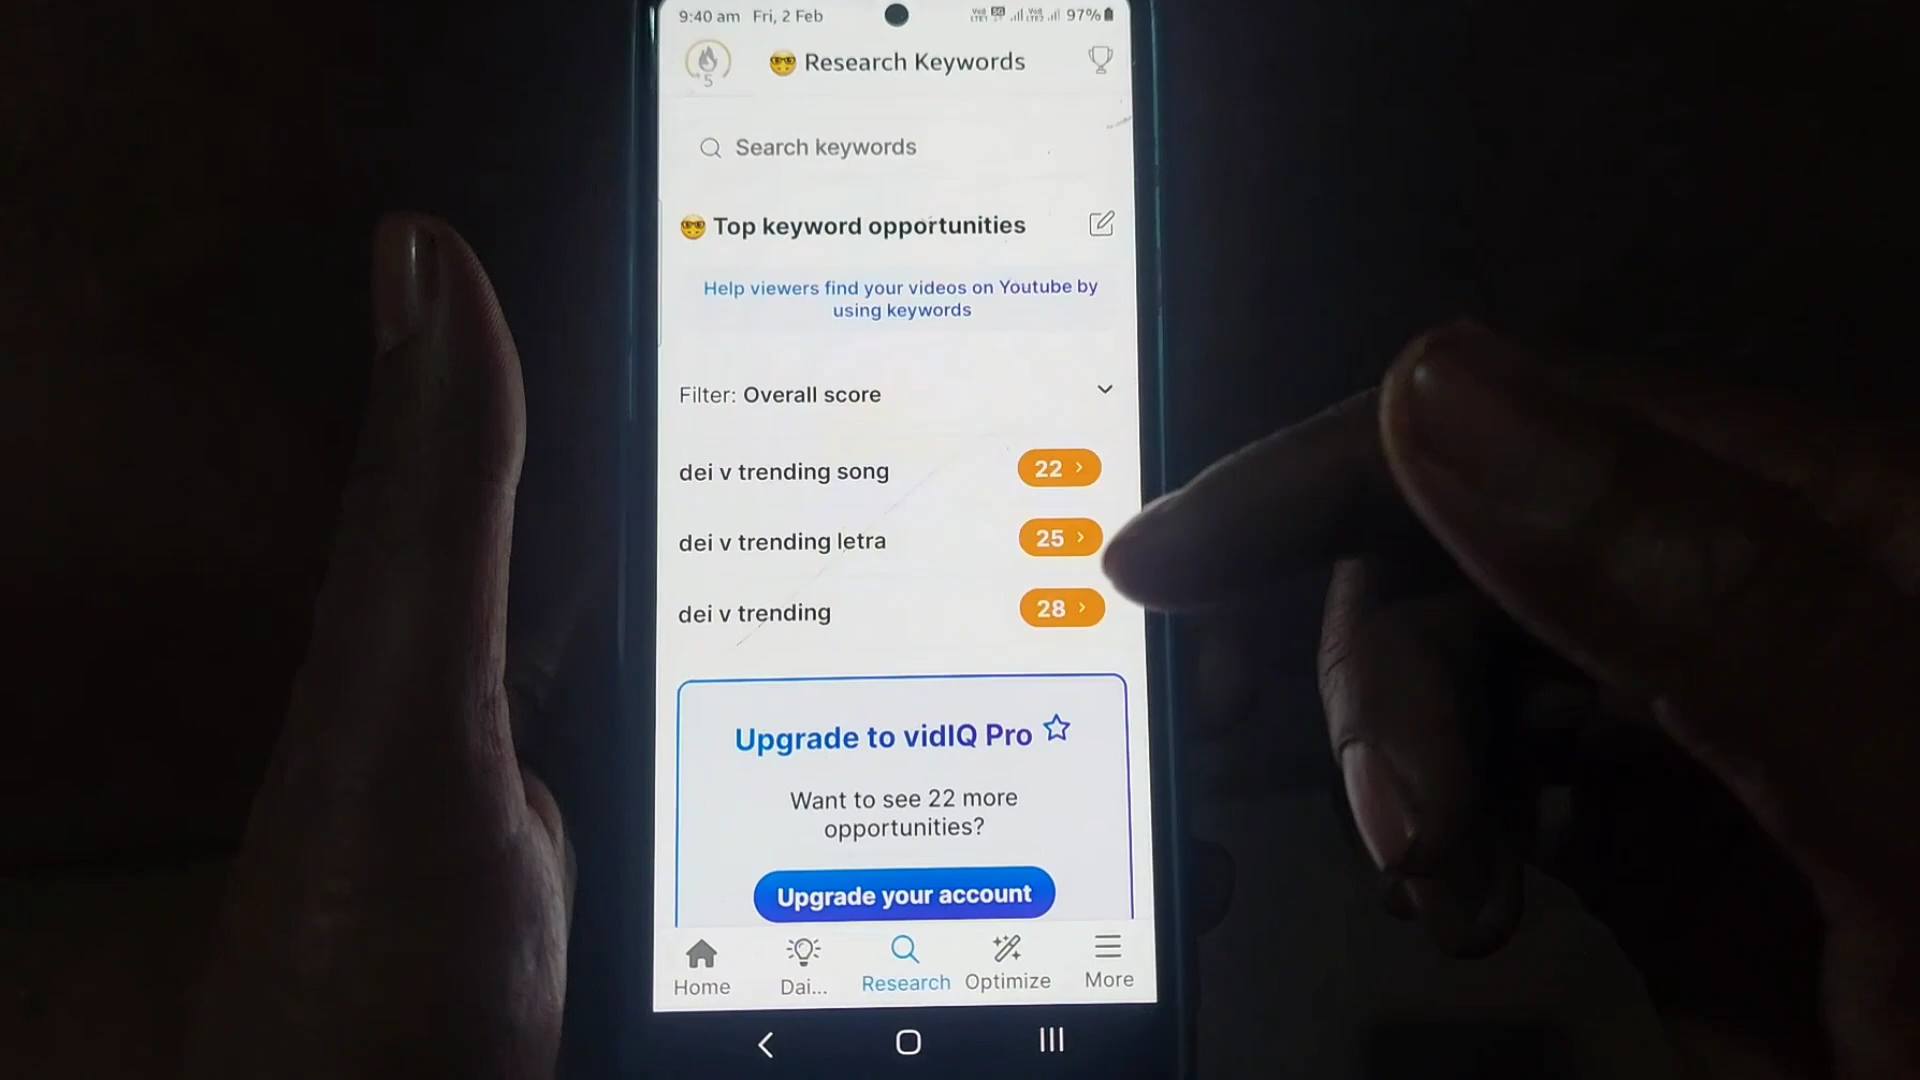 9:40 am Fri, 2 Feb 97%
5
Research Keywords
Search keywords
Top keyword opportunities
Help viewers find your videos on Youtube by
using keywords
Filter: Overall score
dei v trending song 22
dei v trending letra 25
dei v trending 28
Upgrade to vidIQ Pro
Want to see 22 more
opportunities?
Upgrade your account
Home Dai... Research Optimize More